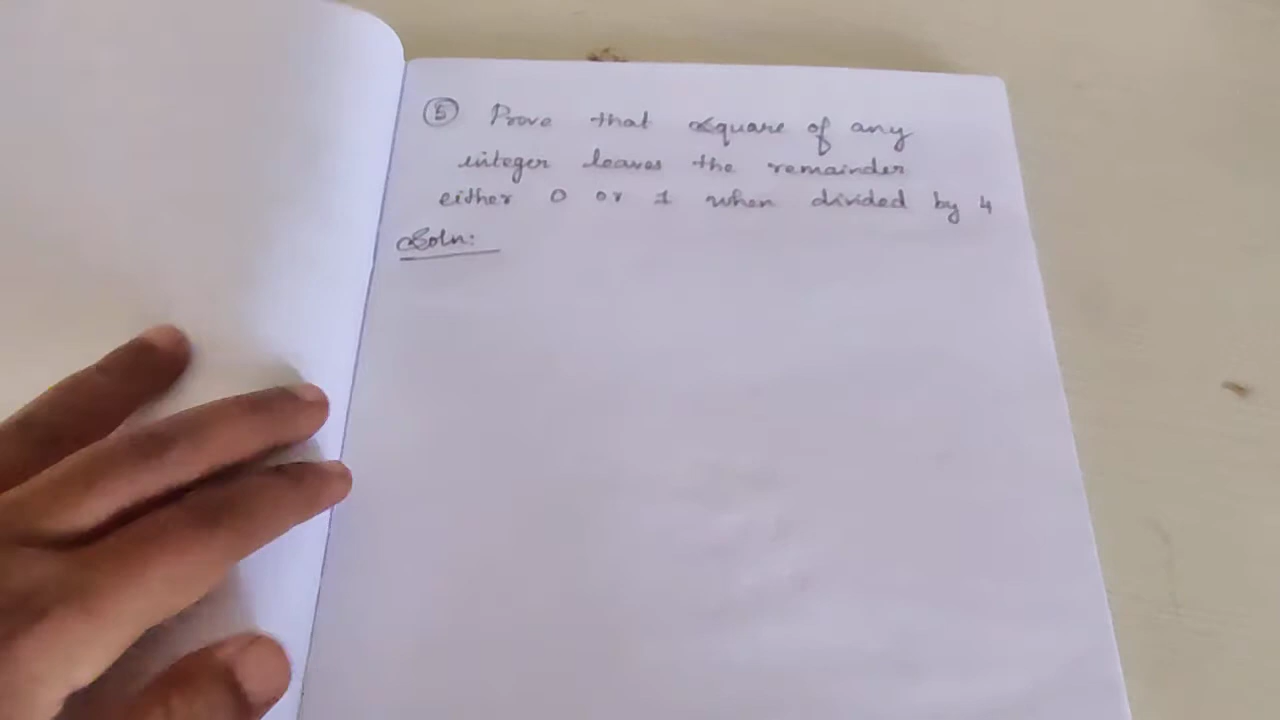 ⑤ Prove that square of any
integer leaves the remainder
either 0 or 1 when divided by 4
Soln: